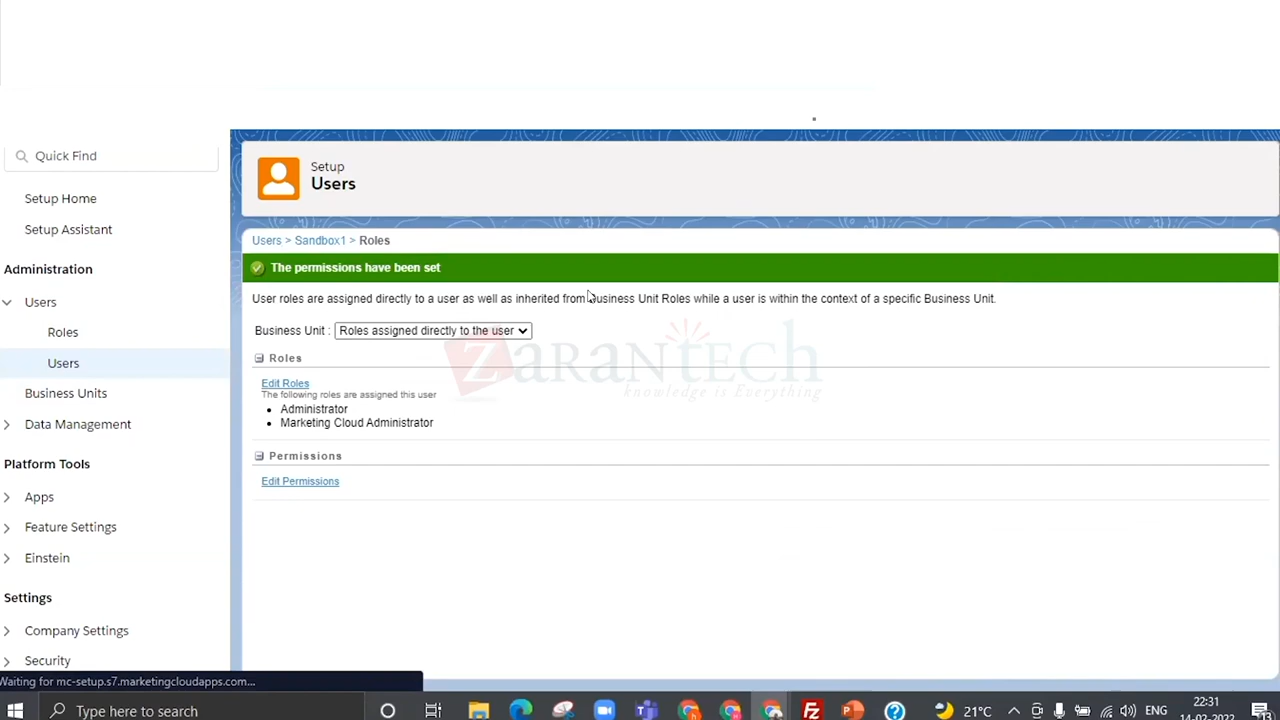 Quick Find
Setup Home
Setup Assistant
Administration
Users
Roles
Users
Business Units
Data Management
Platform Tools
Apps
Feature Settings
Einstein
Settings
Company Settings
Security
Waiting for mc-setup.s7.marketingcloudapps.com...
Setup
Users
Users > Sandbox1 > Roles
The permissions have been set
User roles are assigned directly to a user as well as inherited from Business Unit Roles while a user is within the context of a specific Business Unit.
Business Unit : Roles assigned directly to the user
Roles
Edit Roles
The following roles are assigned this user
Administrator
Marketing Cloud Administrator
Permissions
Edit Permissions
ZARANTECH
knowledge is Everything
Type here to search
21°C
ENG
22:31
14-02-2022